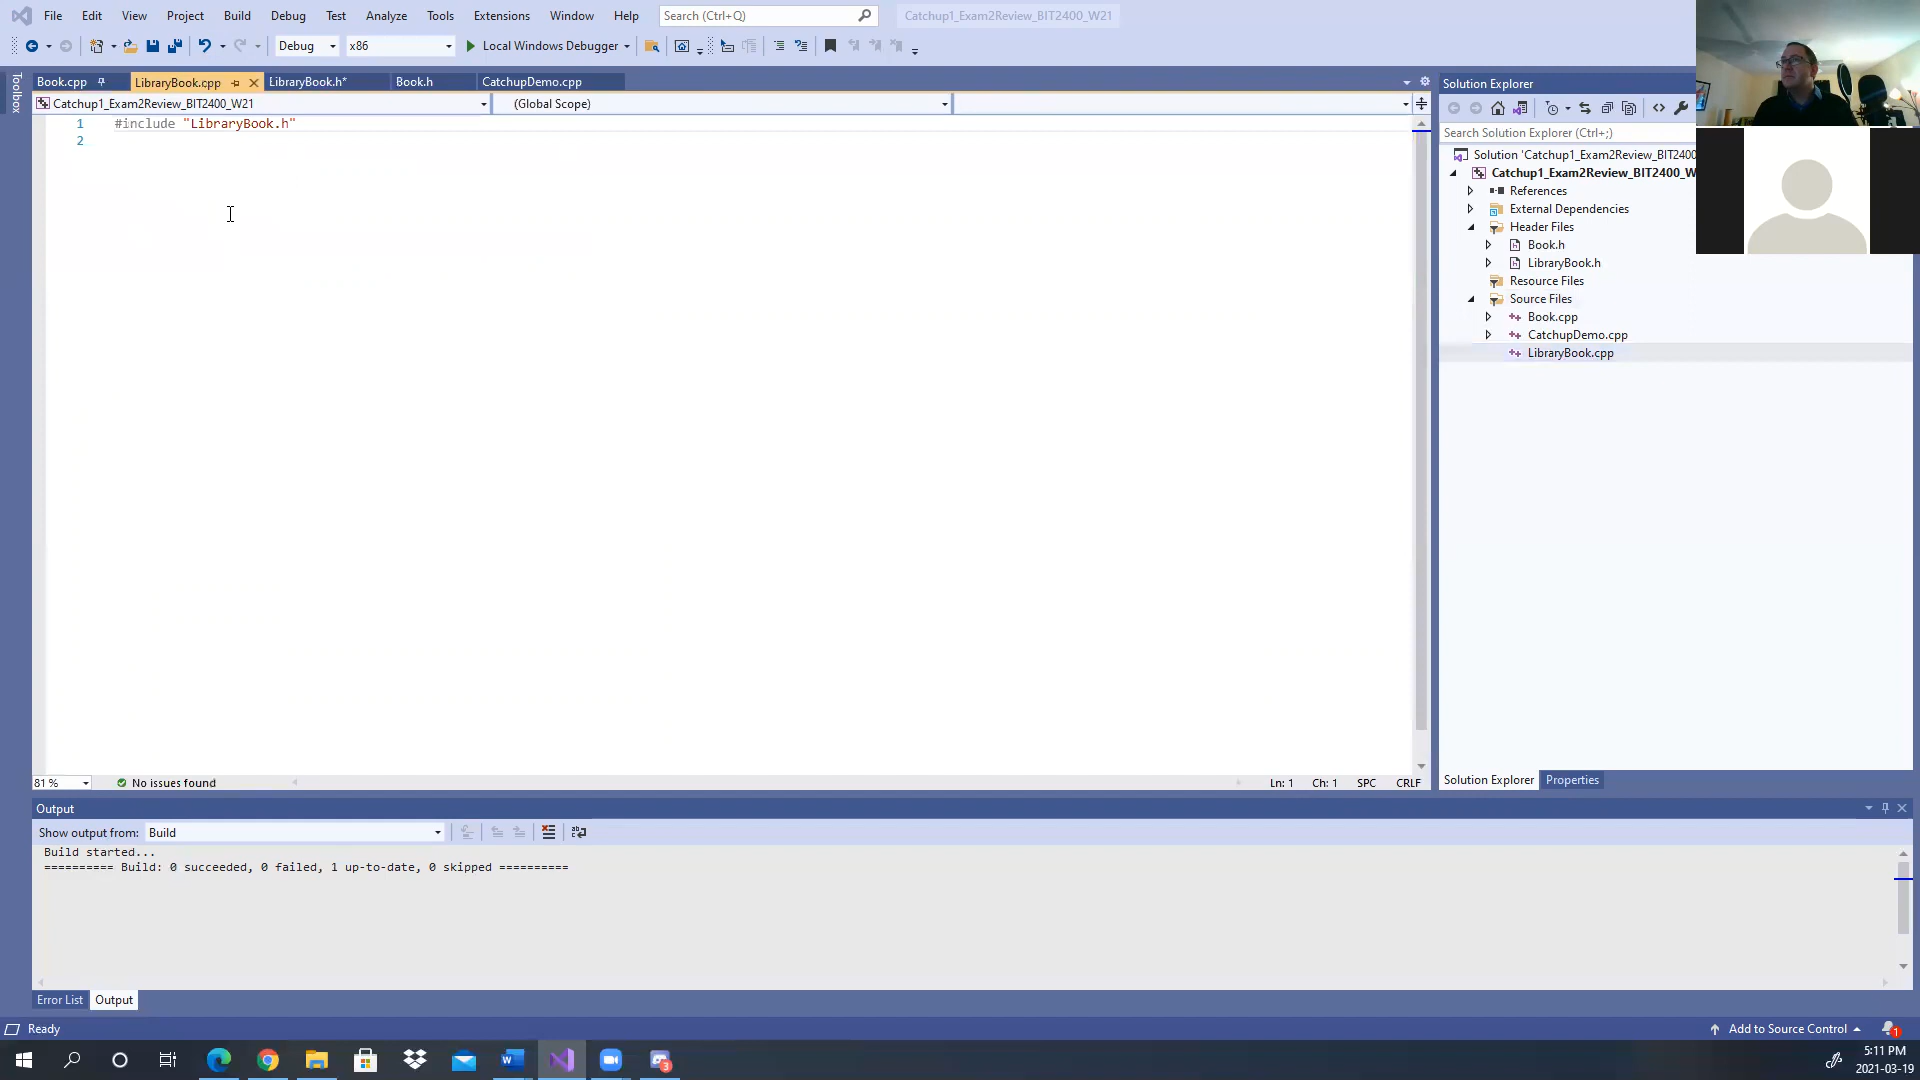 File Edit View Project Build Debug Test Analyze Tools Extensions Window Help Search (Ctrl+Q) Catchup1_Exam2Review_BIT2400_W21
Debug x86 Local Windows Debugger
Toolbox
Book.cpp LibraryBook.cpp LibraryBook.h* Book.h CatchupDemo.cpp
Catchup1_Exam2Review_BIT2400_W21 (Global Scope)
1 #include "LibraryBook.h"
2
81 % No issues found Ln: 1 Ch: 1 SPC CRLF
Solution Explorer
Search Solution Explorer (Ctrl+;)
Solution 'Catchup1_Exam2Review_BIT2400
Catchup1_Exam2Review_BIT2400_W
References
External Dependencies
Header Files
Book.h
LibraryBook.h
Resource Files
Source Files
Book.cpp
CatchupDemo.cpp
LibraryBook.cpp
Solution Explorer Properties
Output
Show output from: Build
Build started...
========== Build: 0 succeeded, 0 failed, 1 up-to-date, 0 skipped ==========
Error List Output
Ready Add to Source Control 1
3
5:11 PM
2021-03-19